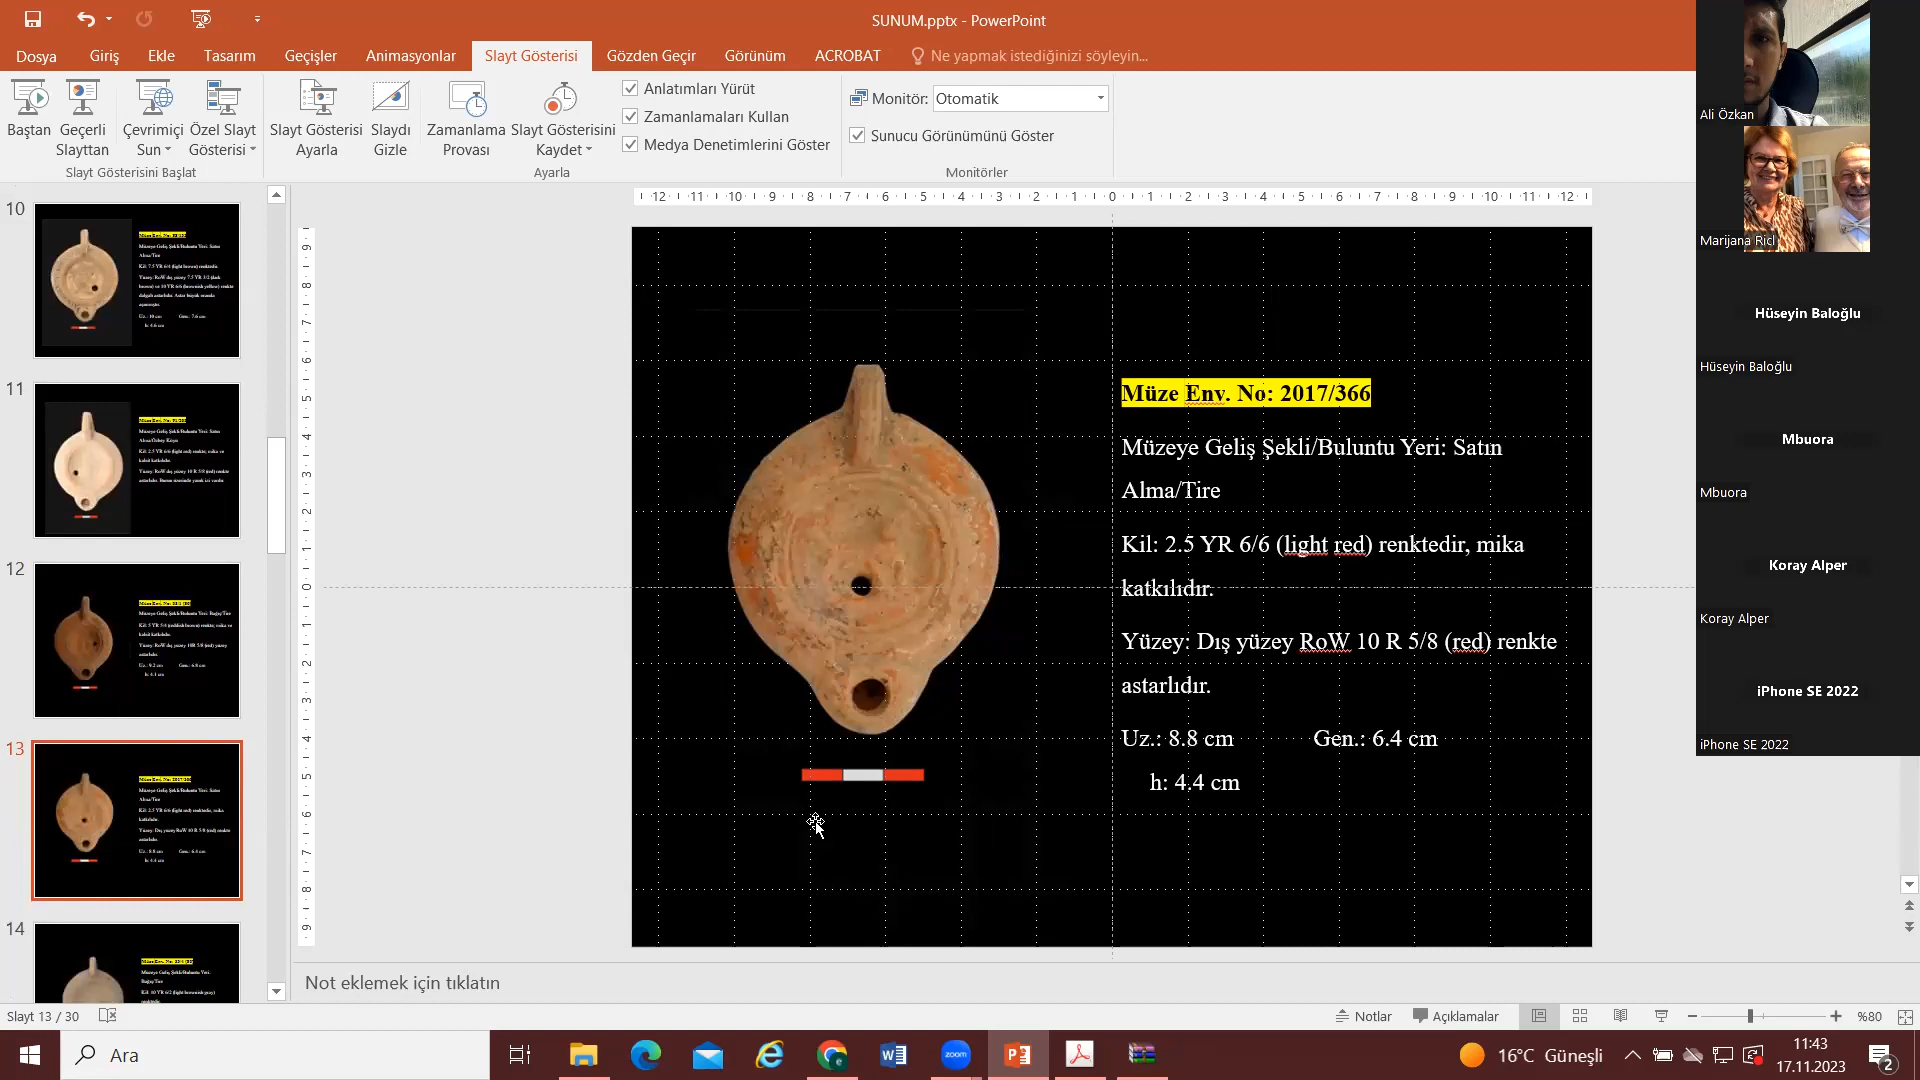 SUNUM.pptx - PowerPoint
Dosya Giriş Ekle Tasarım Geçişler Animasyonlar Slayt Gösterisi Gözden Geçir Görünüm ACROBAT Ne yapmak istediğinizi söyleyin...
Baştan
Geçerli Slayttan
Çevrimiçi Sun
Özel Slayt Gösterisi
Slayt Gösterisini Başlat
Slayt Gösterisi Ayarla
Slaydı Gizle
Zamanlama Provası
Slayt Gösterisini Kaydet
Anlatımları Yürüt
Zamanlamaları Kullan
Medya Denetimlerini Göster
Ayarla
Monitör: Otomatik
Sunucu Görünümünü Göster
Monitörler
10
11
12
13
14
Müze Env. No: 2017/366
Müzeye Geliş Şekli/Buluntu Yeri: Satın
Alma/Tire
Kil: 2.5 YR 6/6 (light red) renktedir, mika
katkılıdır.
Yüzey: Dış yüzey RoW 10 R 5/8 (red) renkte
astarlıdır.
Uz.: 8.8 cm Gen.: 6.4 cm
h: 4.4 cm
Ali Özkan
Marijana Ricl
Hüseyin Baloğlu
Hüseyin Baloğlu
Mbuora
Mbuora
Koray Alper
Koray Alper
iPhone SE 2022
iPhone SE 2022
Not eklemek için tıklatın
Slayt 13 / 30
Notlar Açıklamalar %80
Ara
zoom
16°C Güneşli
11:43
17.11.2023
2